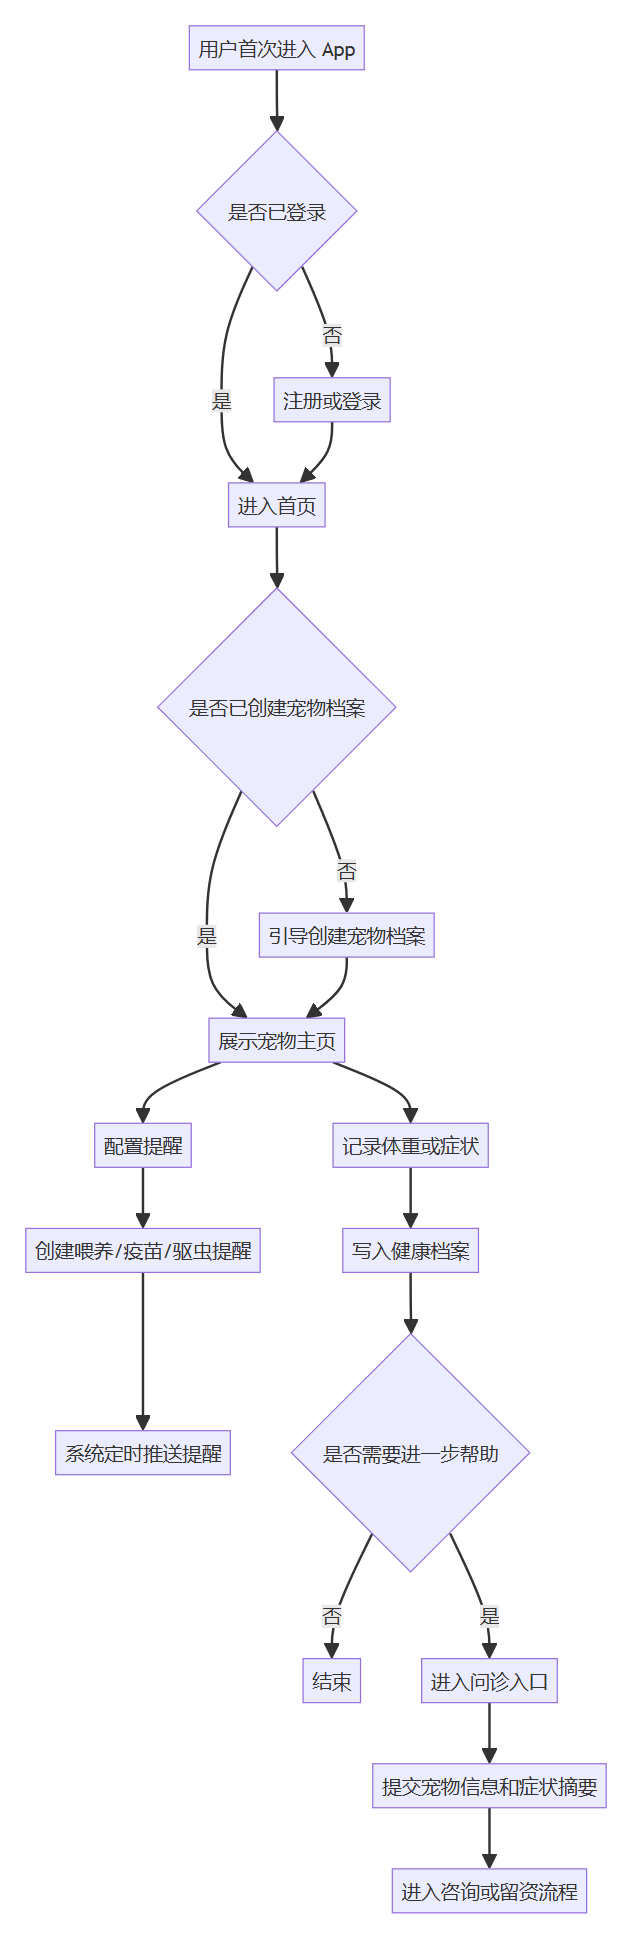 用户首次进入 App
是否已登录
否
是
注册或登录
进入首页
是否已创建宠物档案
否
是
引导创建宠物档案
展示宠物主页
配置提醒
记录体重或症状
创建喂养/疫苗/驱虫提醒
写入健康档案
系统定时推送提醒
是否需要进一步帮助
否
是
结束
进入问诊入口
提交宠物信息和症状摘要
进入咨询或留资流程